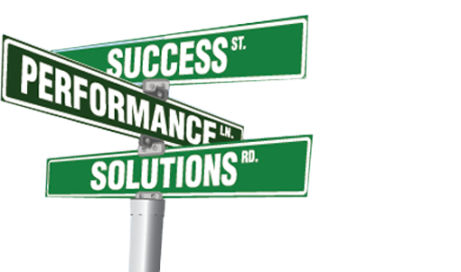 SUCCESS ST.
PERFORMANCE LN.
SOLUTIONS RD.